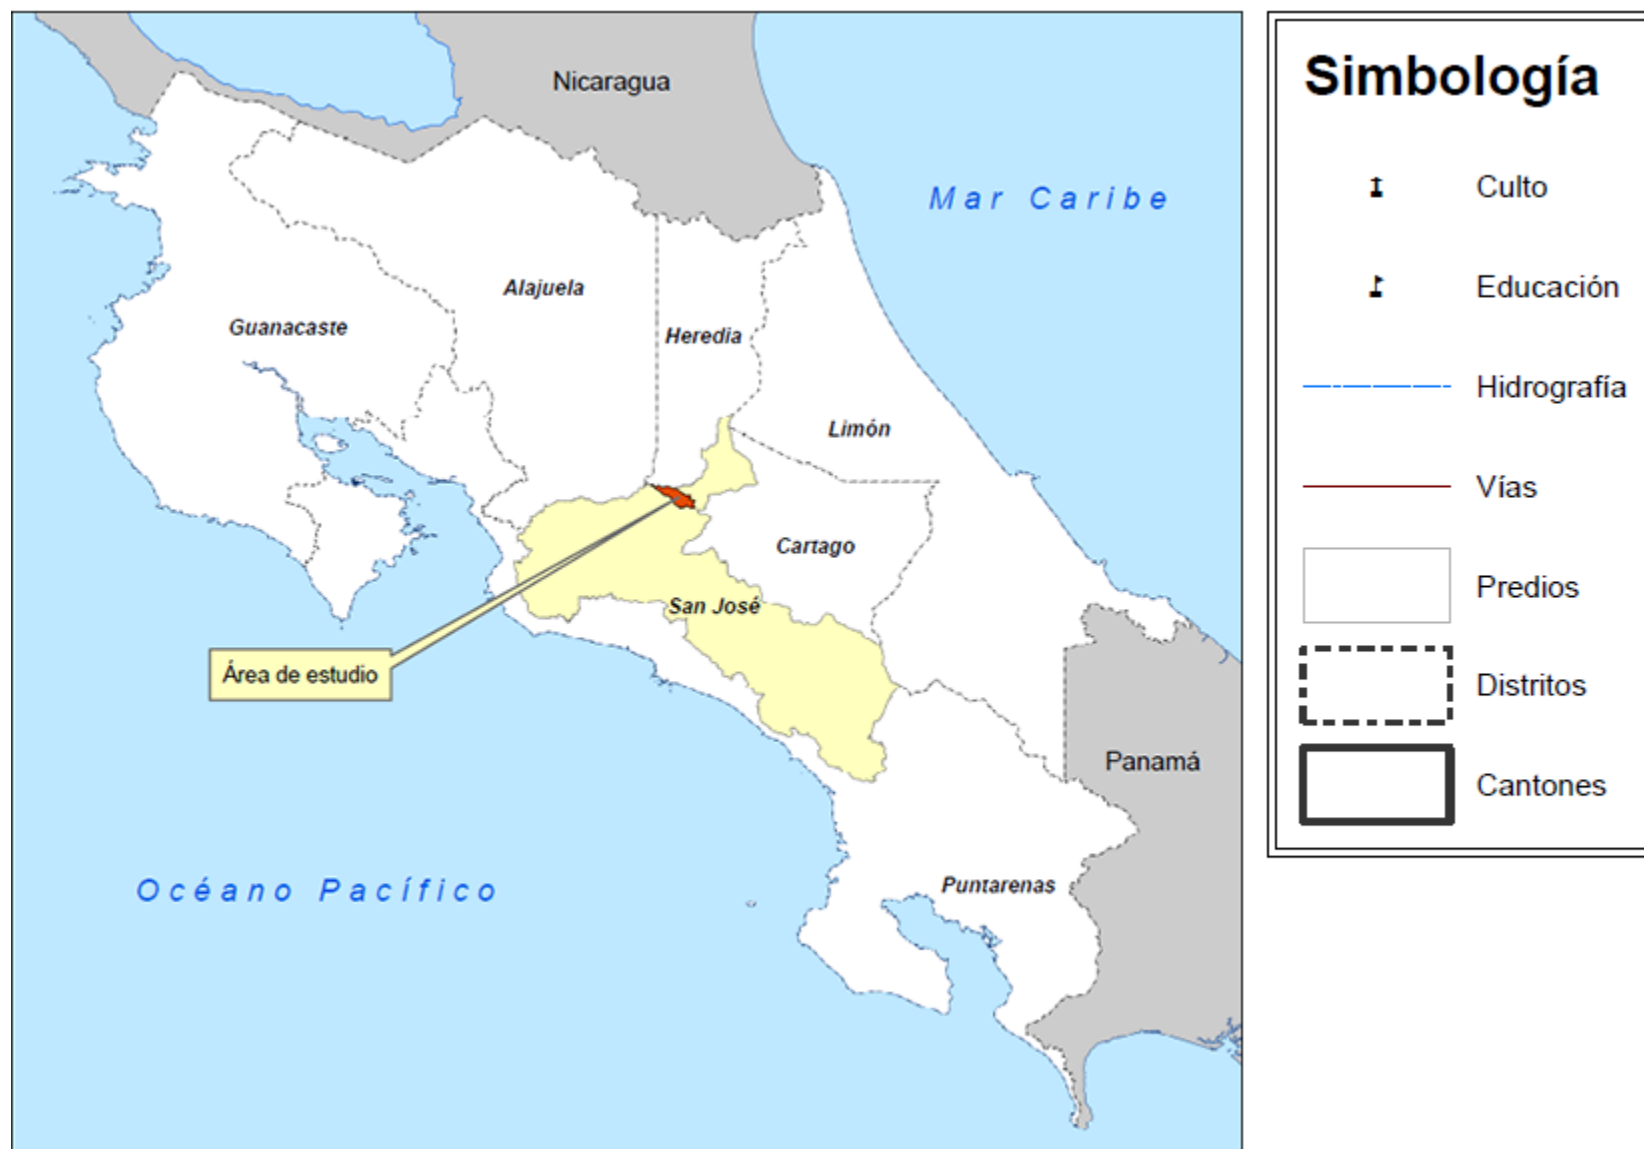 Nicaragua
Mar Caribe
Alajuela
Guanacaste
Heredia
Limón
Cartago
San José
Área de estudio
Panamá
Puntarenas
Océano Pacífico
Simbología
Culto
Educación
Hidrografía
Vías
Predios
Distritos
Cantones